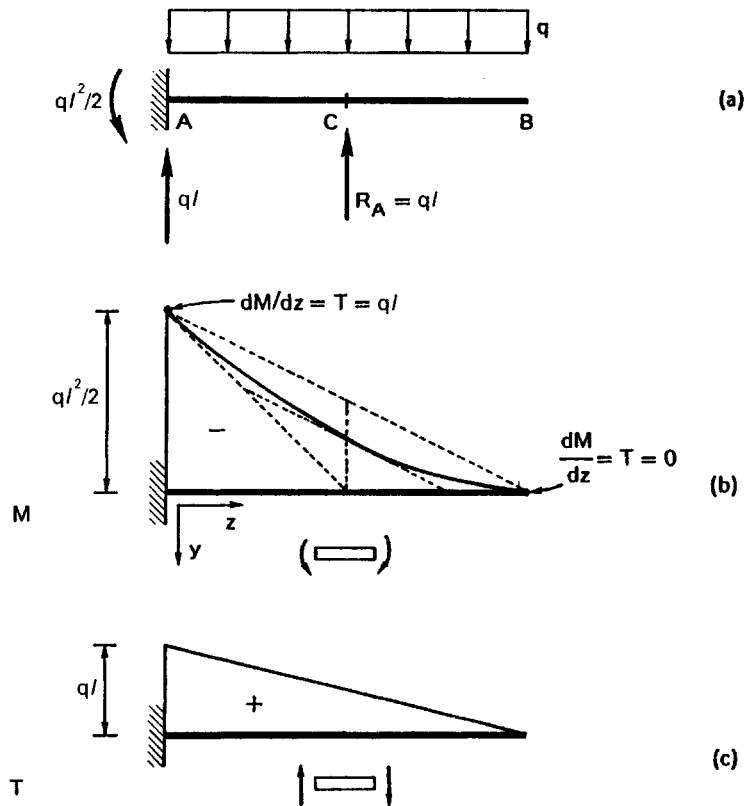 q
ql²/2
A
C
B
(a)
ql
R_A = ql
dM/dz = T = ql
ql²/2
−
dM/dz = T = 0
(b)
M
z
y
ql
+
(c)
T